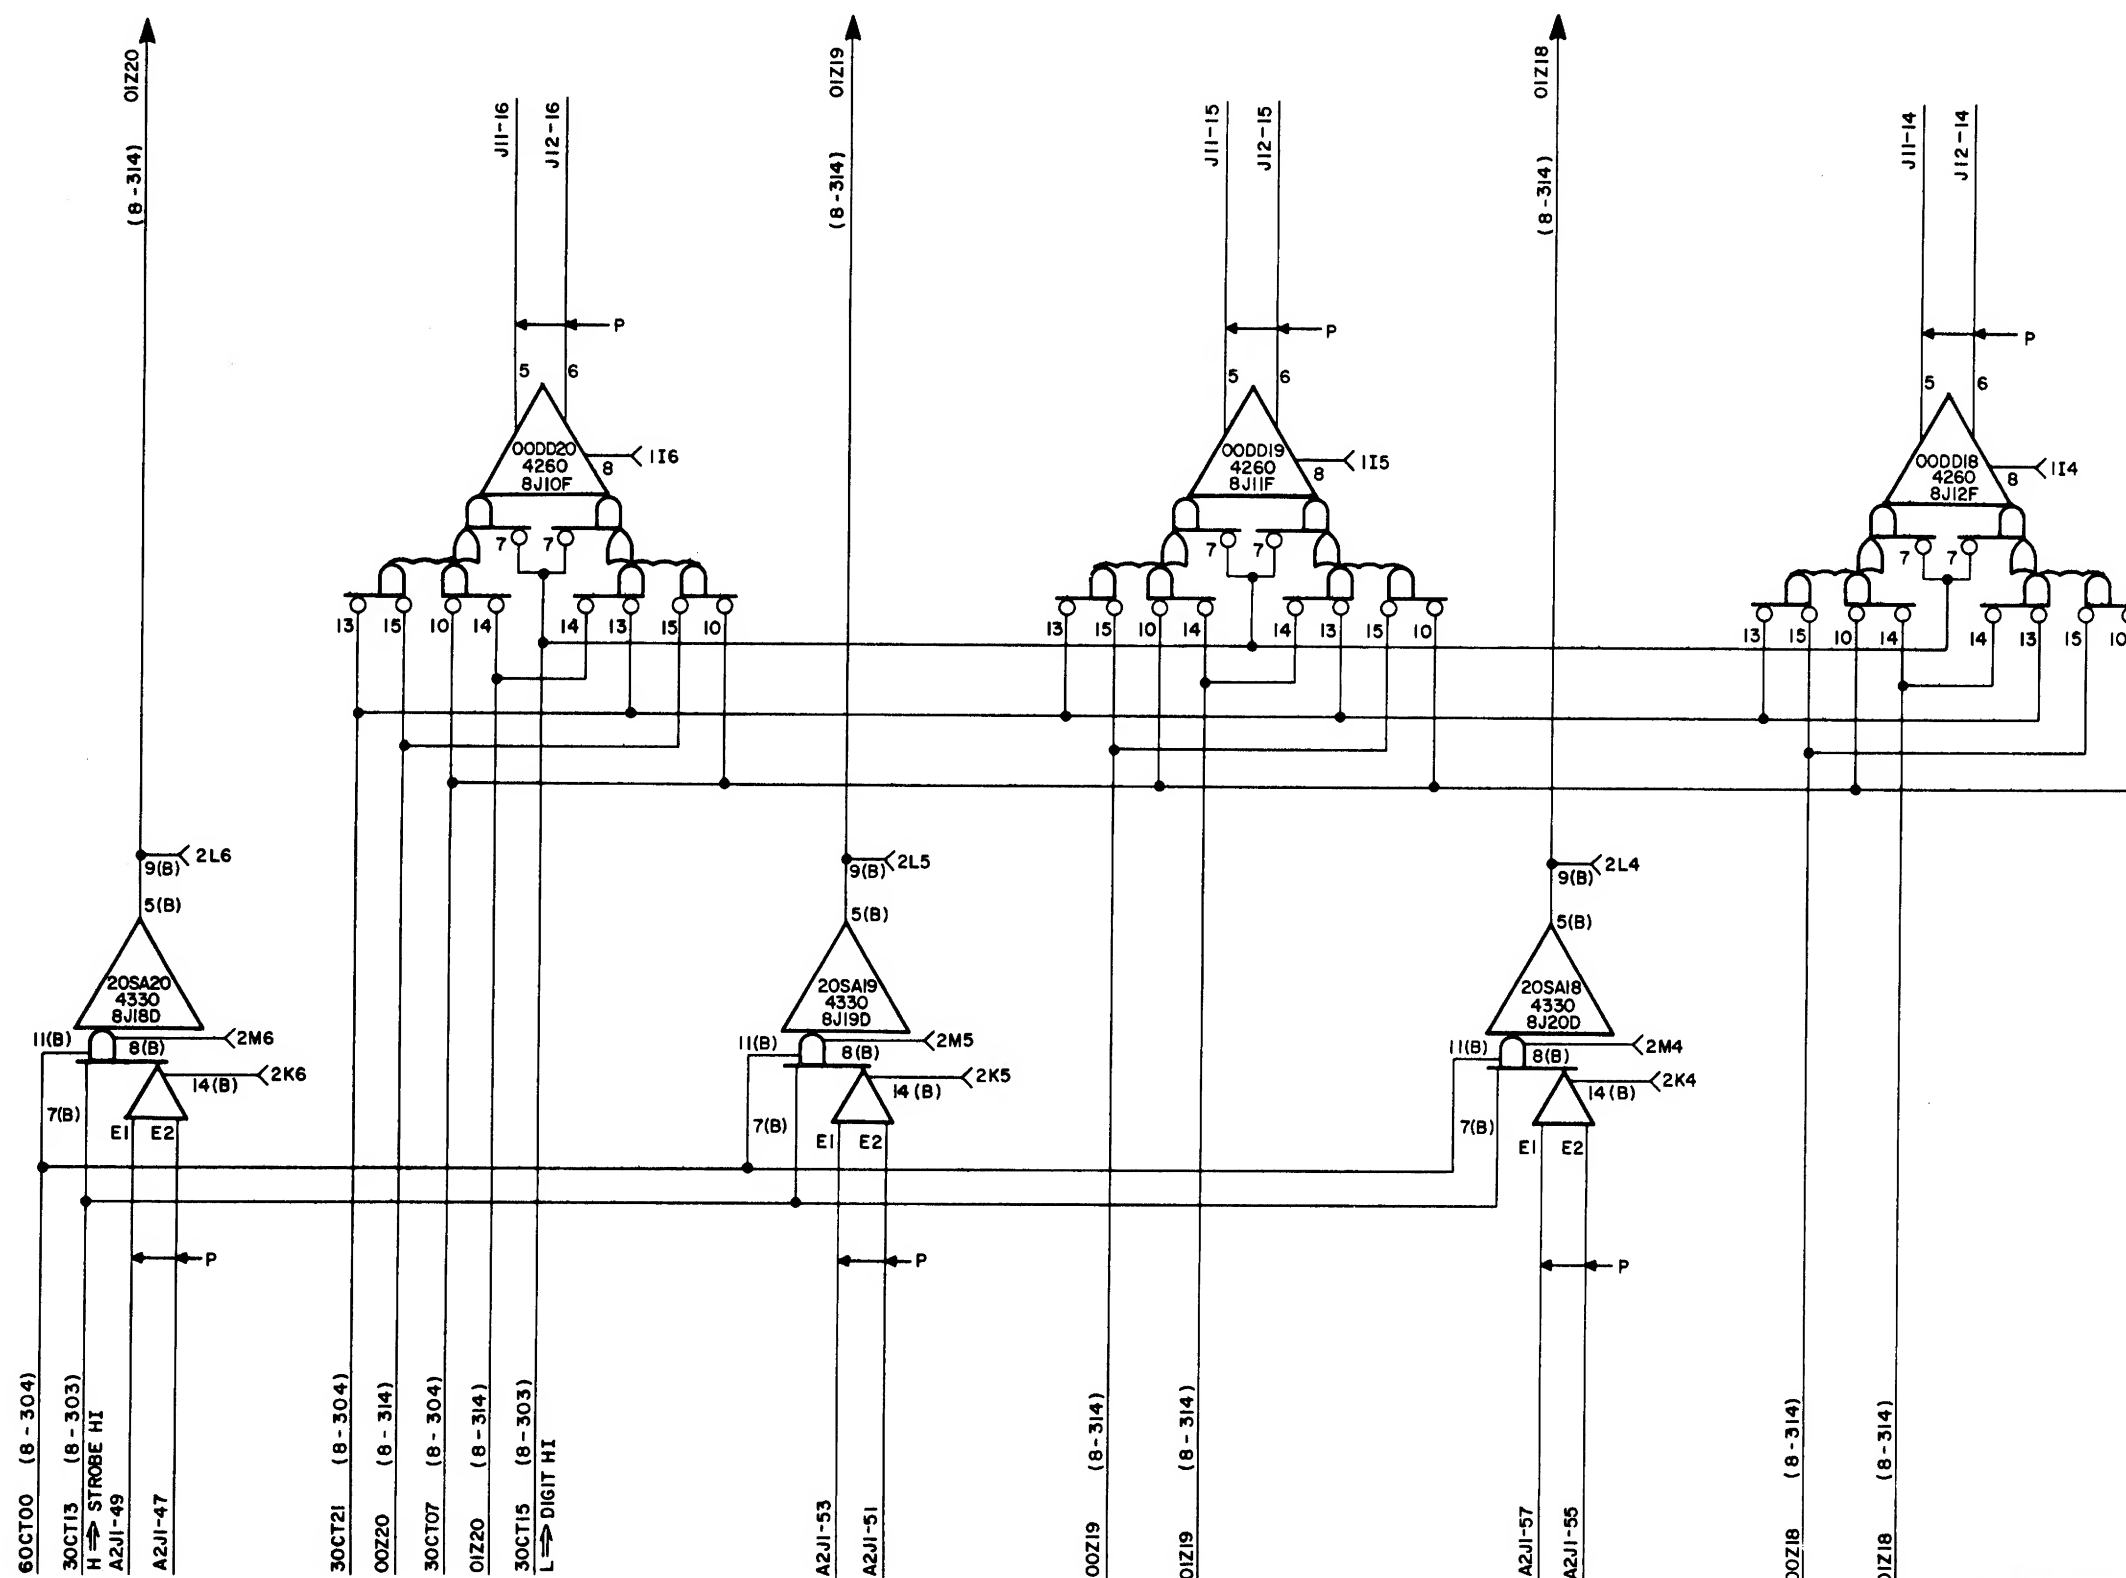 01Z20
(8-314)
J11-16
J12-16
01Z19
(8-314)
J11-15
J12-15
01Z18
(8-314)
J11-14
J12-14
P
P
P
5
6
5
6
5
6
00DD20
4260
8J10F
8
1I6
00DD19
4260
8J11F
8
1I5
00DD18
4260
8J12F
8
1I4
7
7
7
7
7
7
13
15
10
14
14
13
15
10
13
15
10
14
14
13
15
10
13
15
10
14
14
13
15
10
2L6
9(B)
5(B)
2L5
9(B)
5(B)
2L4
9(B)
5(B)
20SA20
4330
8J18D
11(B)
8(B)
2M6
14(B)
2K6
7(B)
E1
E2
20SA19
4330
8J19D
11(B)
8(B)
2M5
14(B)
2K5
7(B)
E1
E2
20SA18
4330
8J20D
11(B)
8(B)
2M4
14(B)
2K4
7(B)
E1
E2
P
P
P
60CT00 (8-304)
30CT13 (8-303)
H⇒STROBE HI
A2J1-49
A2J1-47
30CT21 (8-304)
00Z20 (8-314)
30CT07 (8-304)
01Z20 (8-314)
30CT15 (8-303)
L⇒DIGIT HI
A2J1-53
A2J1-51
00Z19 (8-314)
01Z19 (8-314)
A2J1-57
A2J1-55
00Z18 (8-314)
01Z18 (8-314)